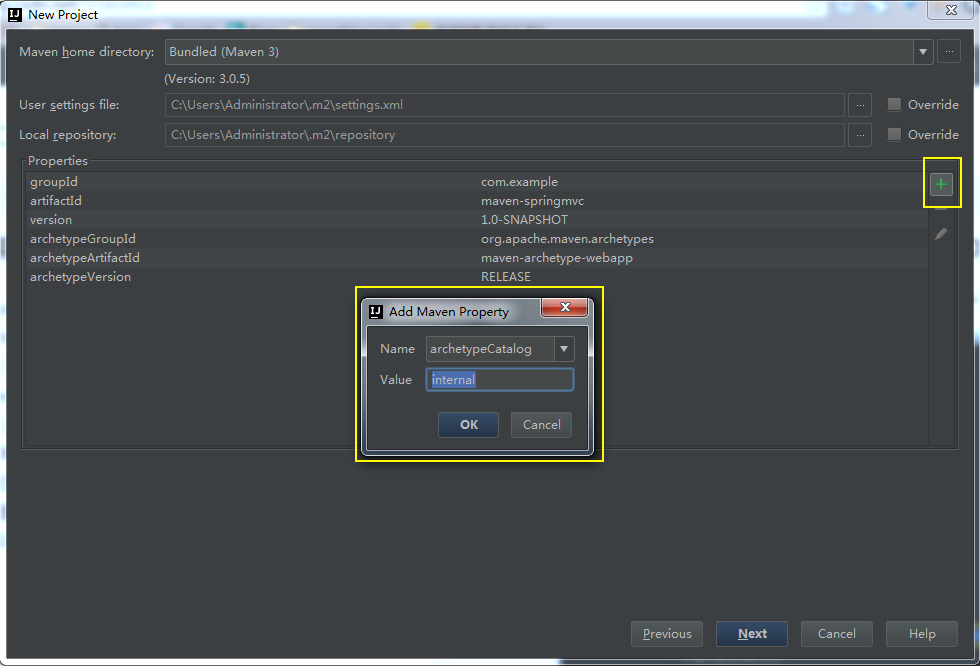 New Project
Maven home directory: Bundled (Maven 3)
(Version: 3.0.5)
User settings file: C:\Users\Administrator\.m2\settings.xml Override
Local repository: C:\Users\Administrator\.m2\repository Override
Properties
groupId com.example
artifactId maven-springmvc
version 1.0-SNAPSHOT
archetypeGroupId org.apache.maven.archetypes
archetypeArtifactId maven-archetype-webapp
archetypeVersion RELEASE
Add Maven Property
Name archetypeCatalog
Value internal
OK Cancel
Previous Next Cancel Help